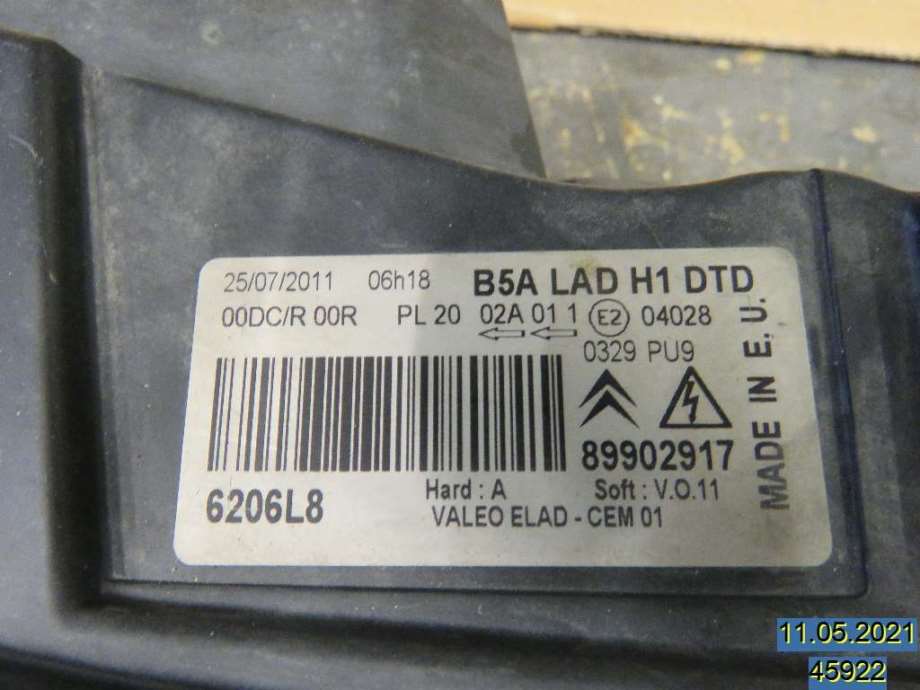 25/07/2011 06h18 B5A LAD H1 DTD
00DC/R 00R PL 20 02A 01 1 E2 04028
0329 PU9
89902917
6206L8 Hard : A Soft : V.O.11
VALEO ELAD - CEM 01
MADE IN E. U.
11.05.2021
45922